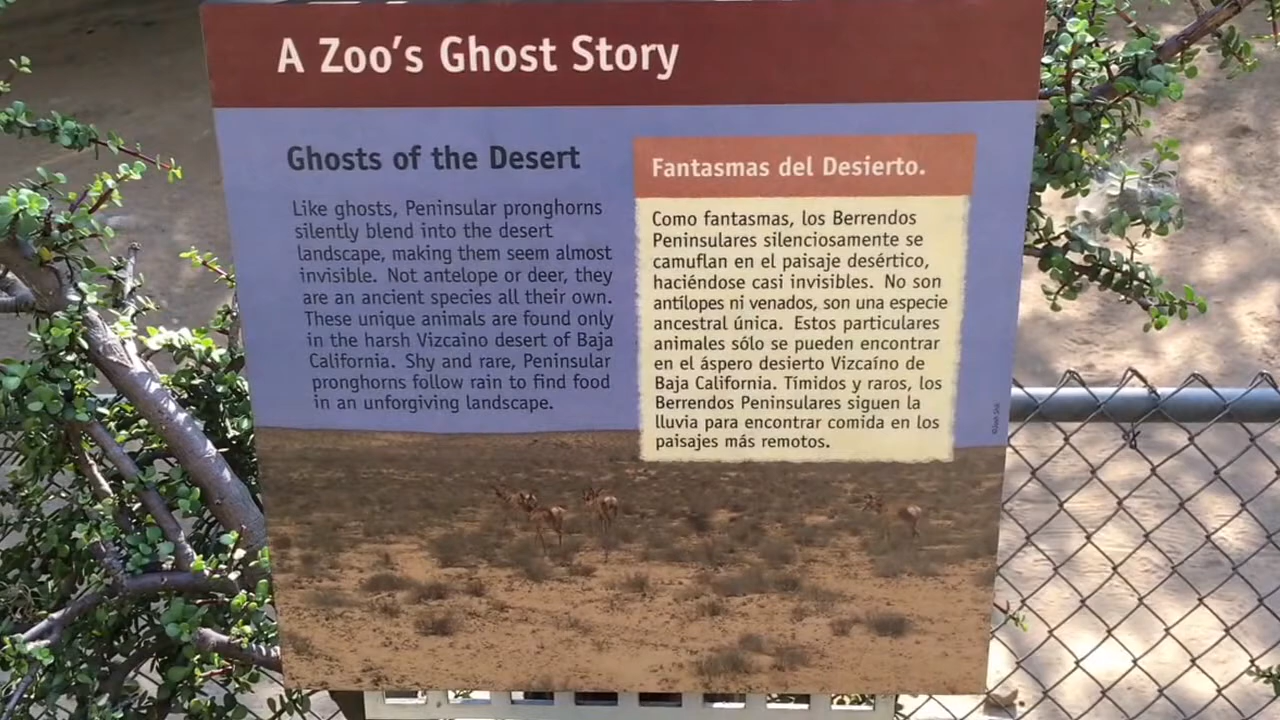 A Zoo's Ghost Story
Ghosts of the Desert
Like ghosts, Peninsular pronghorns
silently blend into the desert
landscape, making them seem almost
invisible. Not antelope or deer, they
are an ancient species all their own.
These unique animals are found only
in the harsh Vizcaino desert of Baja
California. Shy and rare, Peninsular
pronghorns follow rain to find food
in an unforgiving landscape.
Fantasmas del Desierto.
Como fantasmas, los Berrendos
Peninsulares silenciosamente se
camuflan en el paisaje desértico,
haciéndose casi invisibles. No son
antílopes ni venados, son una especie
ancestral única. Estos particulares
animales sólo se pueden encontrar
en el áspero desierto Vizcaíno de
Baja California. Tímidos y raros, los
Berrendos Peninsulares siguen la
lluvia para encontrar comida en los
paisajes más remotos.